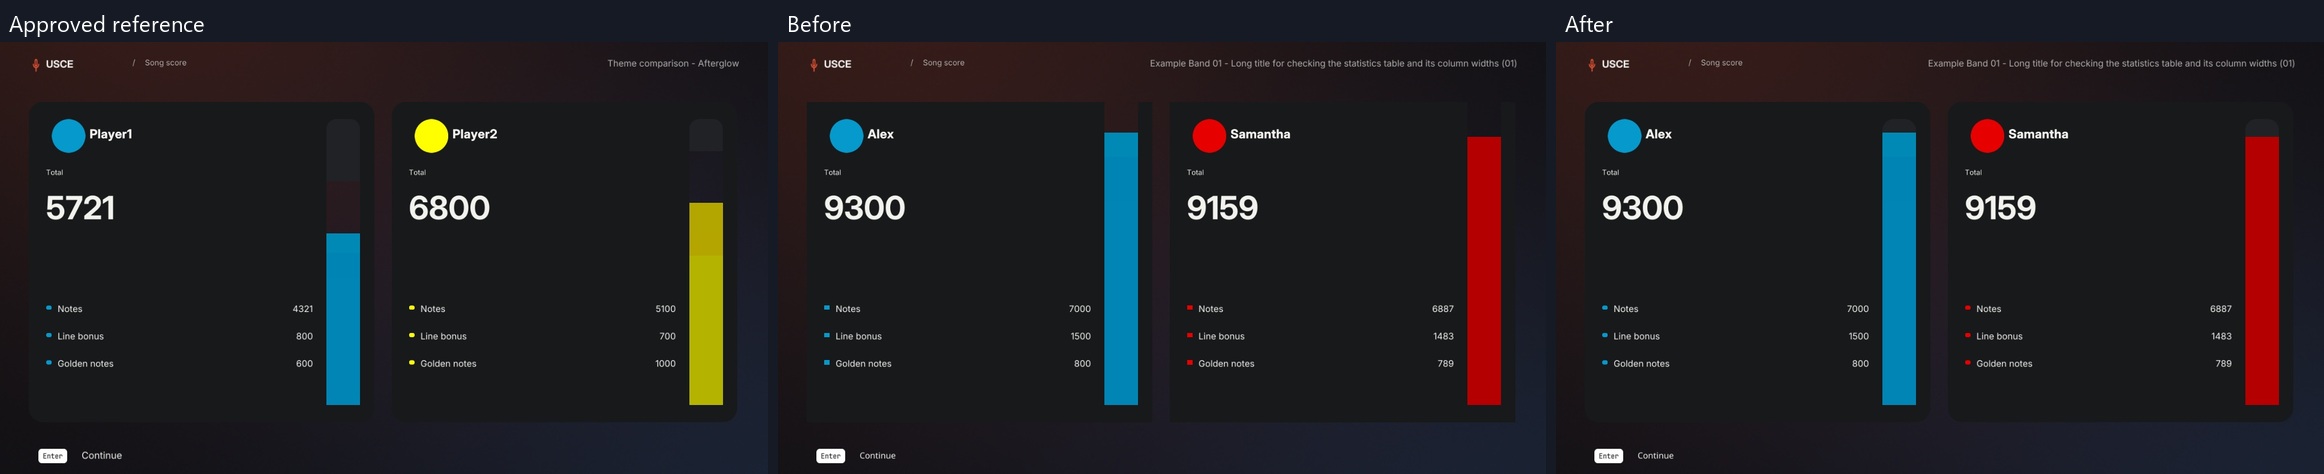 Approved reference
USCE / Song score Theme comparison - Afterglow
Player1
Total
5721
Notes 4321
Line bonus 800
Golden notes 600
Player2
Total
6800
Notes 5100
Line bonus 700
Golden notes 1000
Enter Continue
Before
USCE / Song score Example Band 01 - Long title for checking the statistics table and its column widths (01)
Alex
Total
9300
Notes 7000
Line bonus 1500
Golden notes 800
Samantha
Total
9159
Notes 6887
Line bonus 1483
Golden notes 789
Enter Continue
After
USCE / Song score Example Band 01 - Long title for checking the statistics table and its column widths (01)
Alex
Total
9300
Notes 7000
Line bonus 1500
Golden notes 800
Samantha
Total
9159
Notes 6887
Line bonus 1483
Golden notes 789
Enter Continue